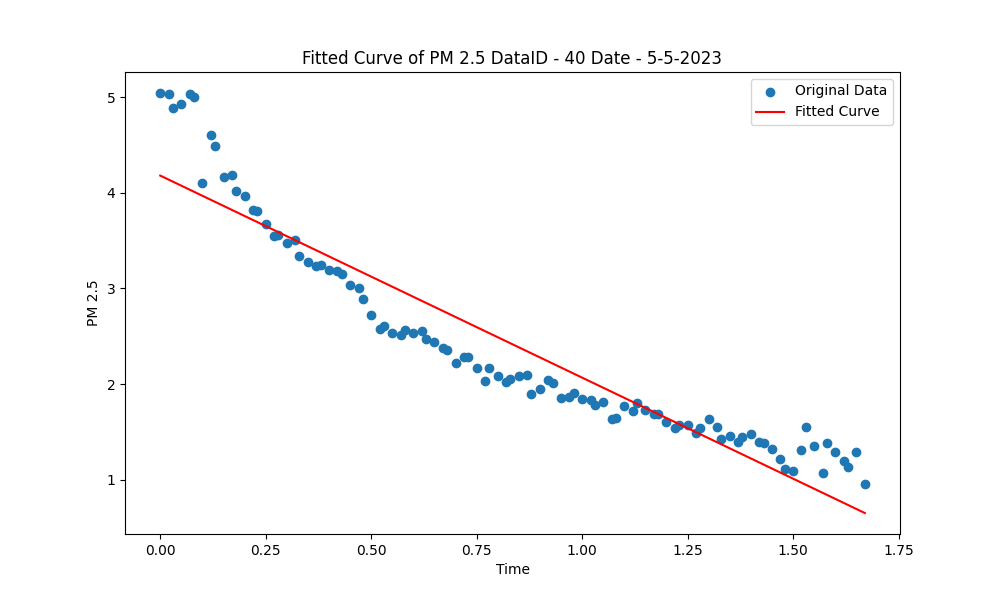 Fitted Curve of PM 2.5 DataID - 40 Date - 5-5-2023
Original Data
Fitted Curve
PM 2.5
5
4
3
2
1
0.00 0.25 0.50 0.75 1.00 1.25 1.50 1.75
Time